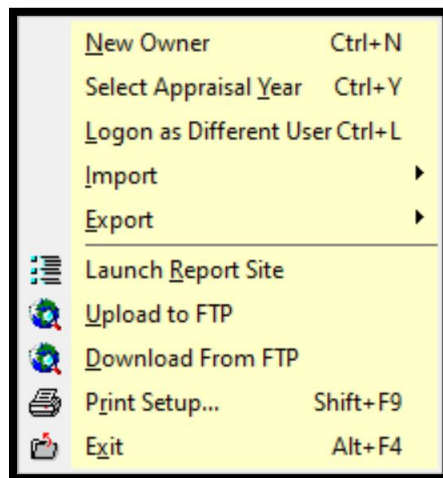 New Owner Ctrl+N
Select Appraisal Year Ctrl+Y
Logon as Different User Ctrl+L
Import
Export
Launch Report Site
Upload to FTP
Download From FTP
Print Setup... Shift+F9
Exit Alt+F4